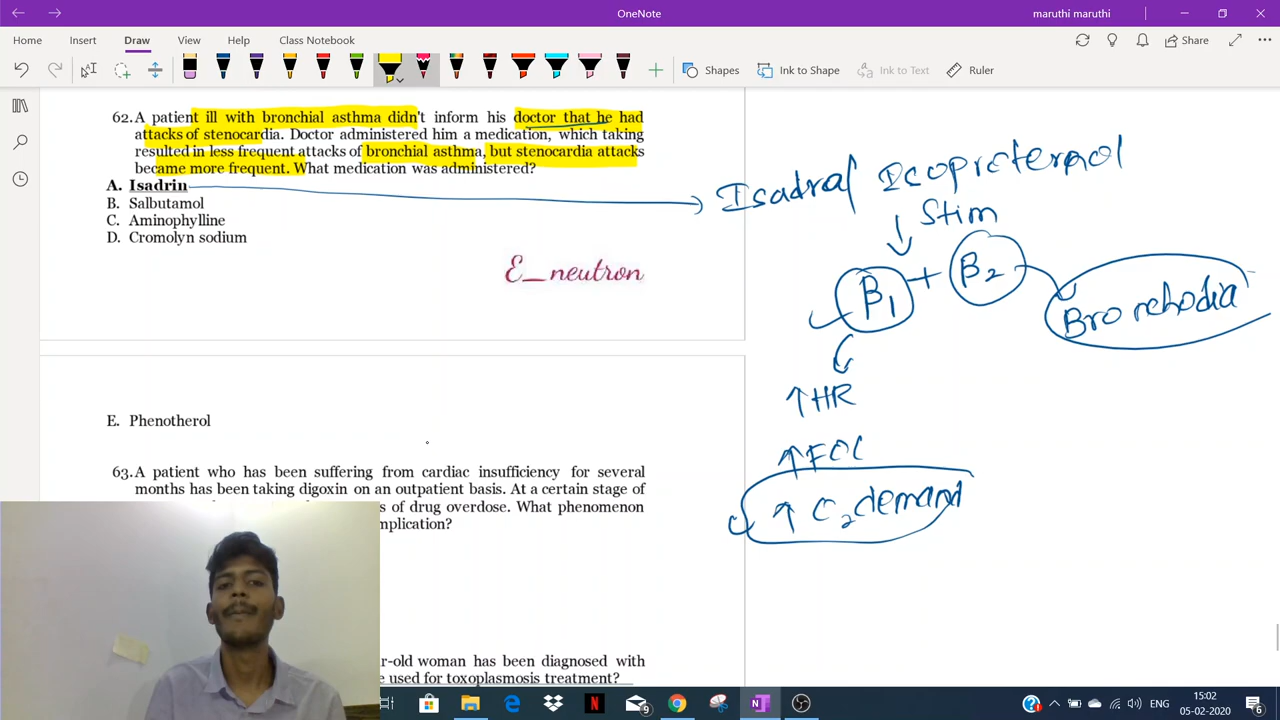 OneNote
maruthi maruthi
Home Insert Draw View Help Class Notebook
Share
Shapes
Ink to Shape
Ink to Text
Ruler
62. A patient ill with bronchial asthma didn't inform his doctor that he had
attacks of stenocardia. Doctor administered him a medication, which taking
resulted in less frequent attacks of bronchial asthma, but stenocardia attacks
became more frequent. What medication was administered?
A. Isadrin
B. Salbutamol
C. Aminophylline
D. Cromolyn sodium
E_neutron
E. Phenotherol
63. A patient who has been suffering from cardiac insufficiency for several
months has been taking digoxin on an outpatient basis. At a certain stage of
s of drug overdose. What phenomenon
mplication?
r-old woman has been diagnosed with
e used for toxoplasmosis treatment?
Isadral Icoproternol
↓ Stim
β1 + β2
Bronchodia
↑HR
↑FOC
↑ C2 demand
9
ENG
15:02
05-02-2020
6